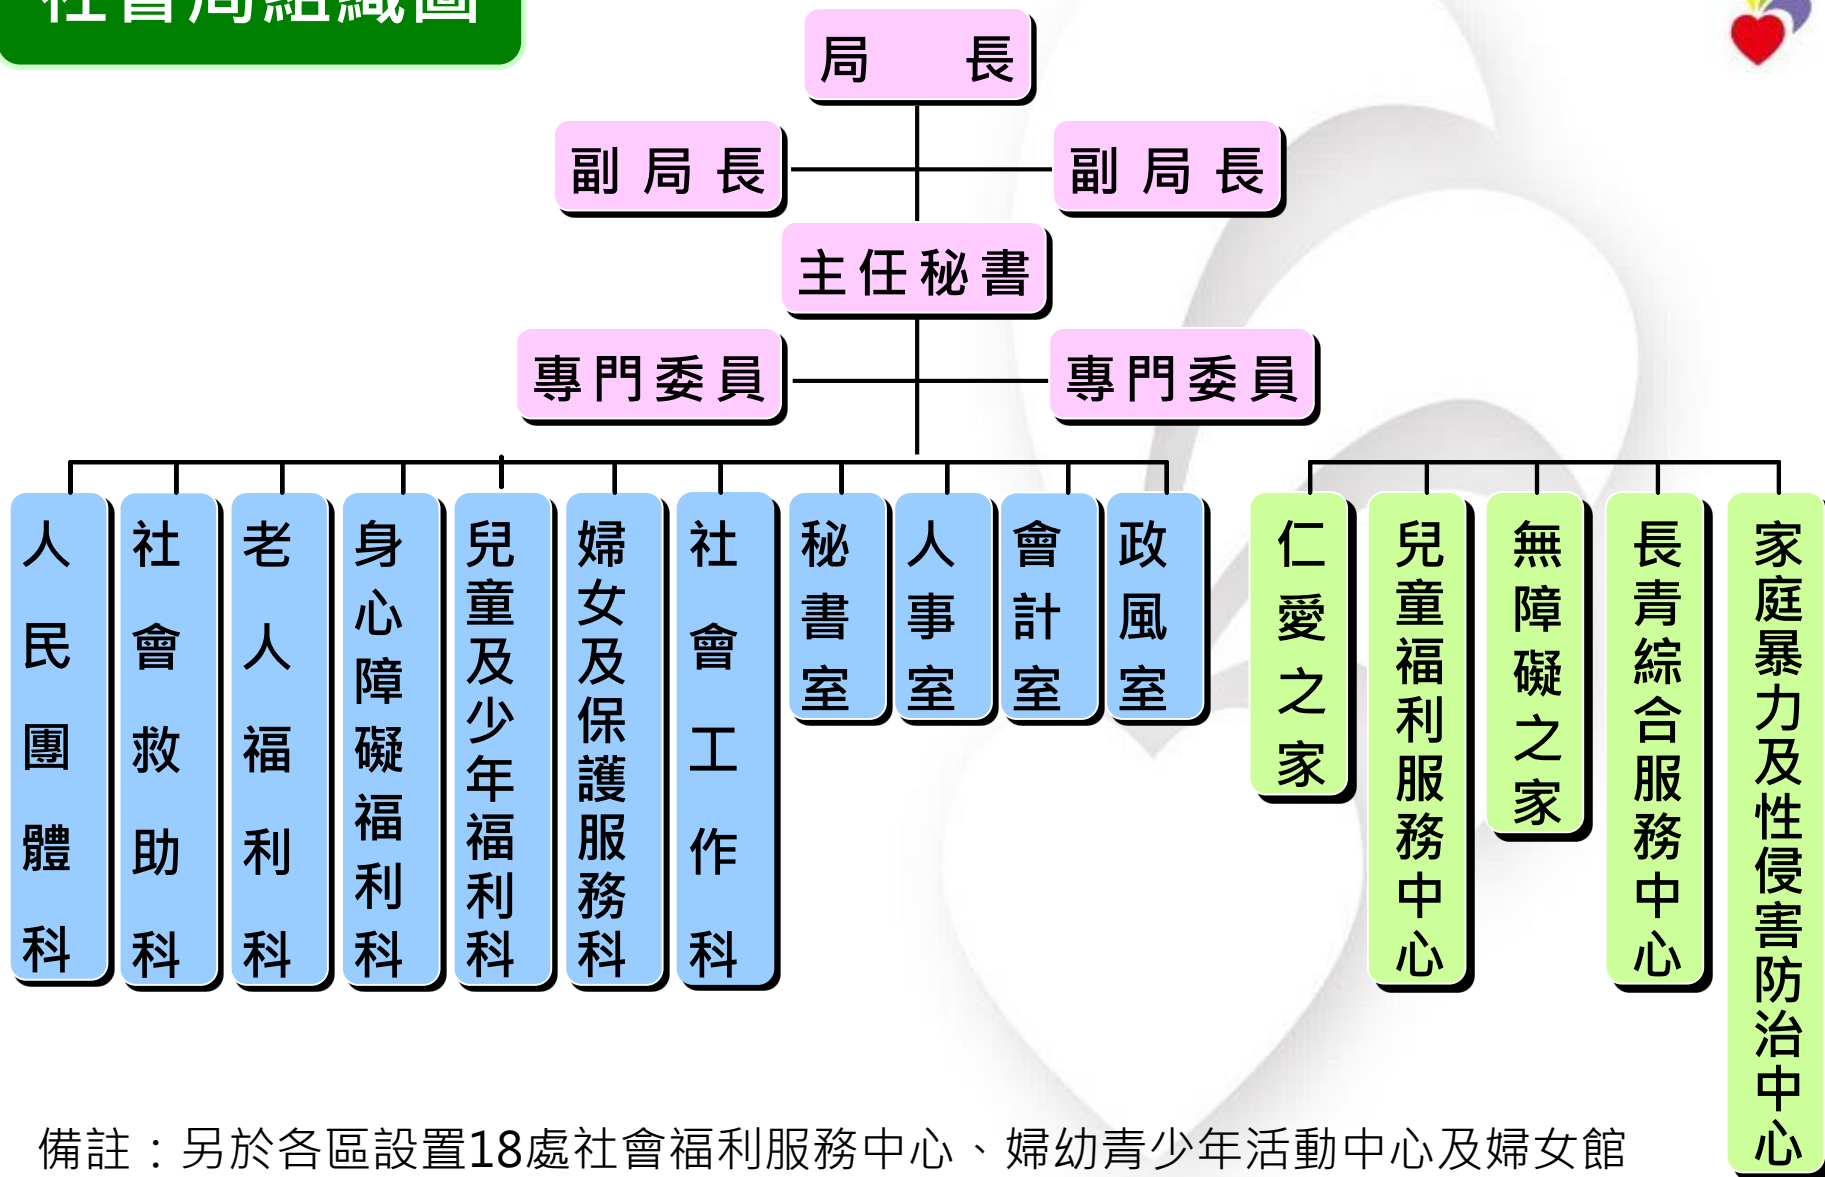 社會局組織圖
局 長
副局長
副局長
主任秘書
專門委員
專門委員
人民團體科
社會救助科
老人福利科
身心障礙福利科
兒童及少年福利科
婦女及保護服務科
社會工作科
秘書室
人事室
會計室
政風室
仁愛之家
兒童福利服務中心
無障礙之家
長青綜合服務中心
家庭暴力及性侵害防治中心
備註：另於各區設置18處社會福利服務中心、婦幼青少年活動中心及婦女館